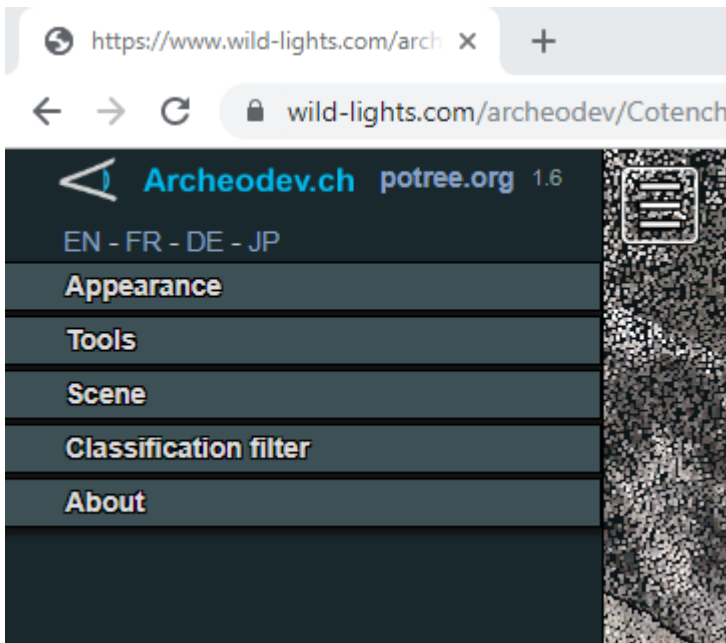 https://www.wild-lights.com/arch
wild-lights.com/archeodev/Cotench
Archeodev.ch potree.org 1.6
EN - FR - DE - JP
Appearance
Tools
Scene
Classification filter
About